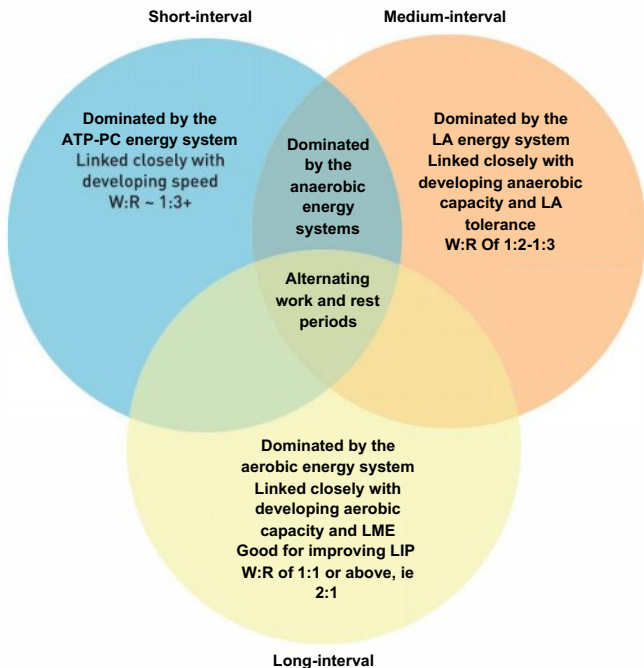 Short-interval
Medium-interval
Dominated by the
ATP-PC energy system
Linked closely with
developing speed
W:R ~ 1:3+
Dominated
by the
anaerobic
energy
systems
Dominated by the
LA energy system
Linked closely with
developing anaerobic
capacity and LA
tolerance
W:R Of 1:2-1:3
Alternating
work and rest
periods
Dominated by the
aerobic energy system
Linked closely with
developing aerobic
capacity and LME
Good for improving LIP
W:R of 1:1 or above, ie
2:1
Long-interval